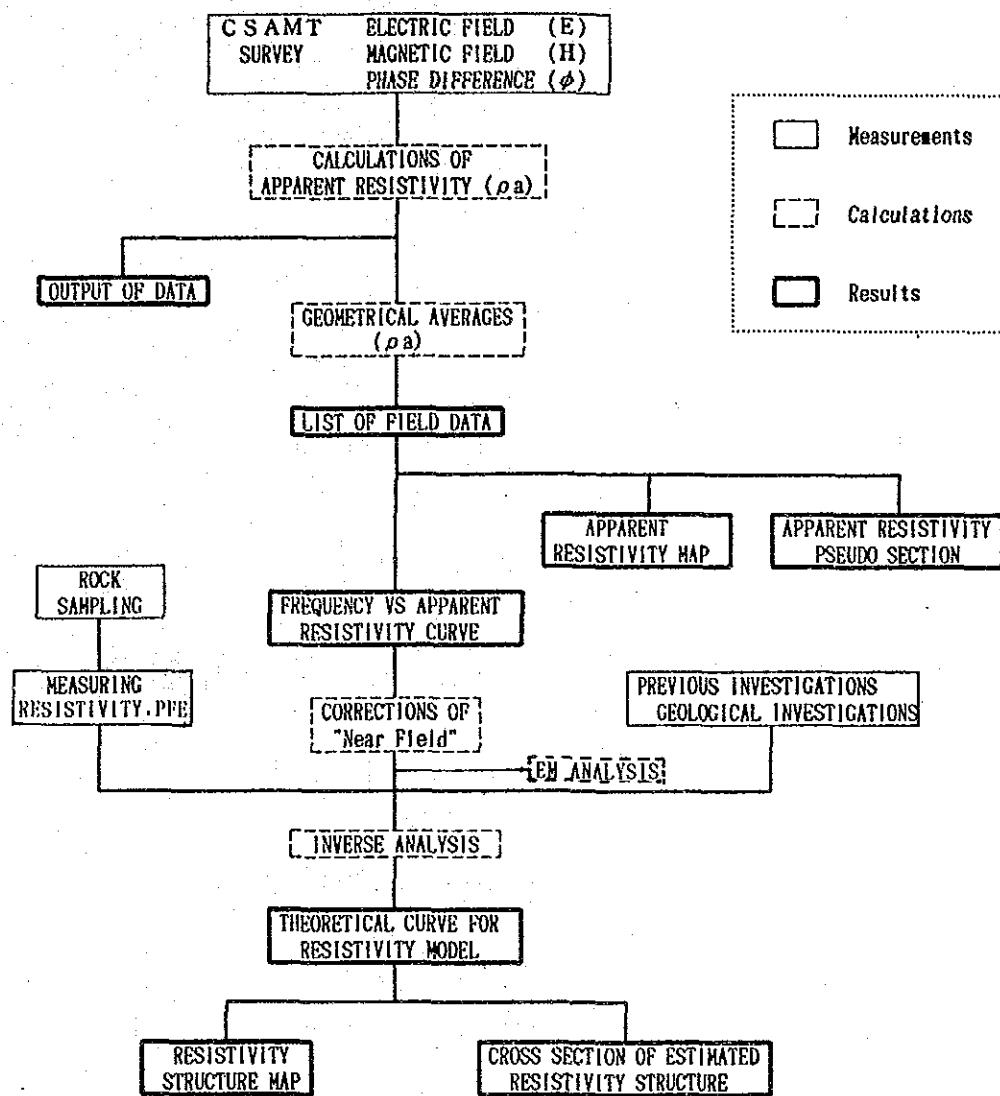 CSAMT ELECTRIC FIELD (E)
SURVEY MAGNETIC FIELD (H)
PHASE DIFFERENCE (ϕ)
CALCULATIONS OF
APPARENT RESISTIVITY (ρa)
Measurements
Calculations
Results
OUTPUT OF DATA
GEOMETRICAL AVERAGES
(ρa)
LIST OF FIELD DATA
APPARENT
RESISTIVITY MAP
APPARENT RESISTIVITY
PSEUDO SECTION
ROCK
SAMPLING
FREQUENCY VS APPARENT
RESISTIVITY CURVE
MEASURING
RESISTIVITY.PFE
CORRECTIONS OF
"Near Field"
PREVIOUS INVESTIGATIONS
GEOLOGICAL INVESTIGATIONS
EM ANALYSIS
INVERSE ANALYSIS
THEORETICAL CURVE FOR
RESISTIVITY MODEL
RESISTIVITY
STRUCTURE MAP
CROSS SECTION OF ESTIMATED
RESISTIVITY STRUCTURE